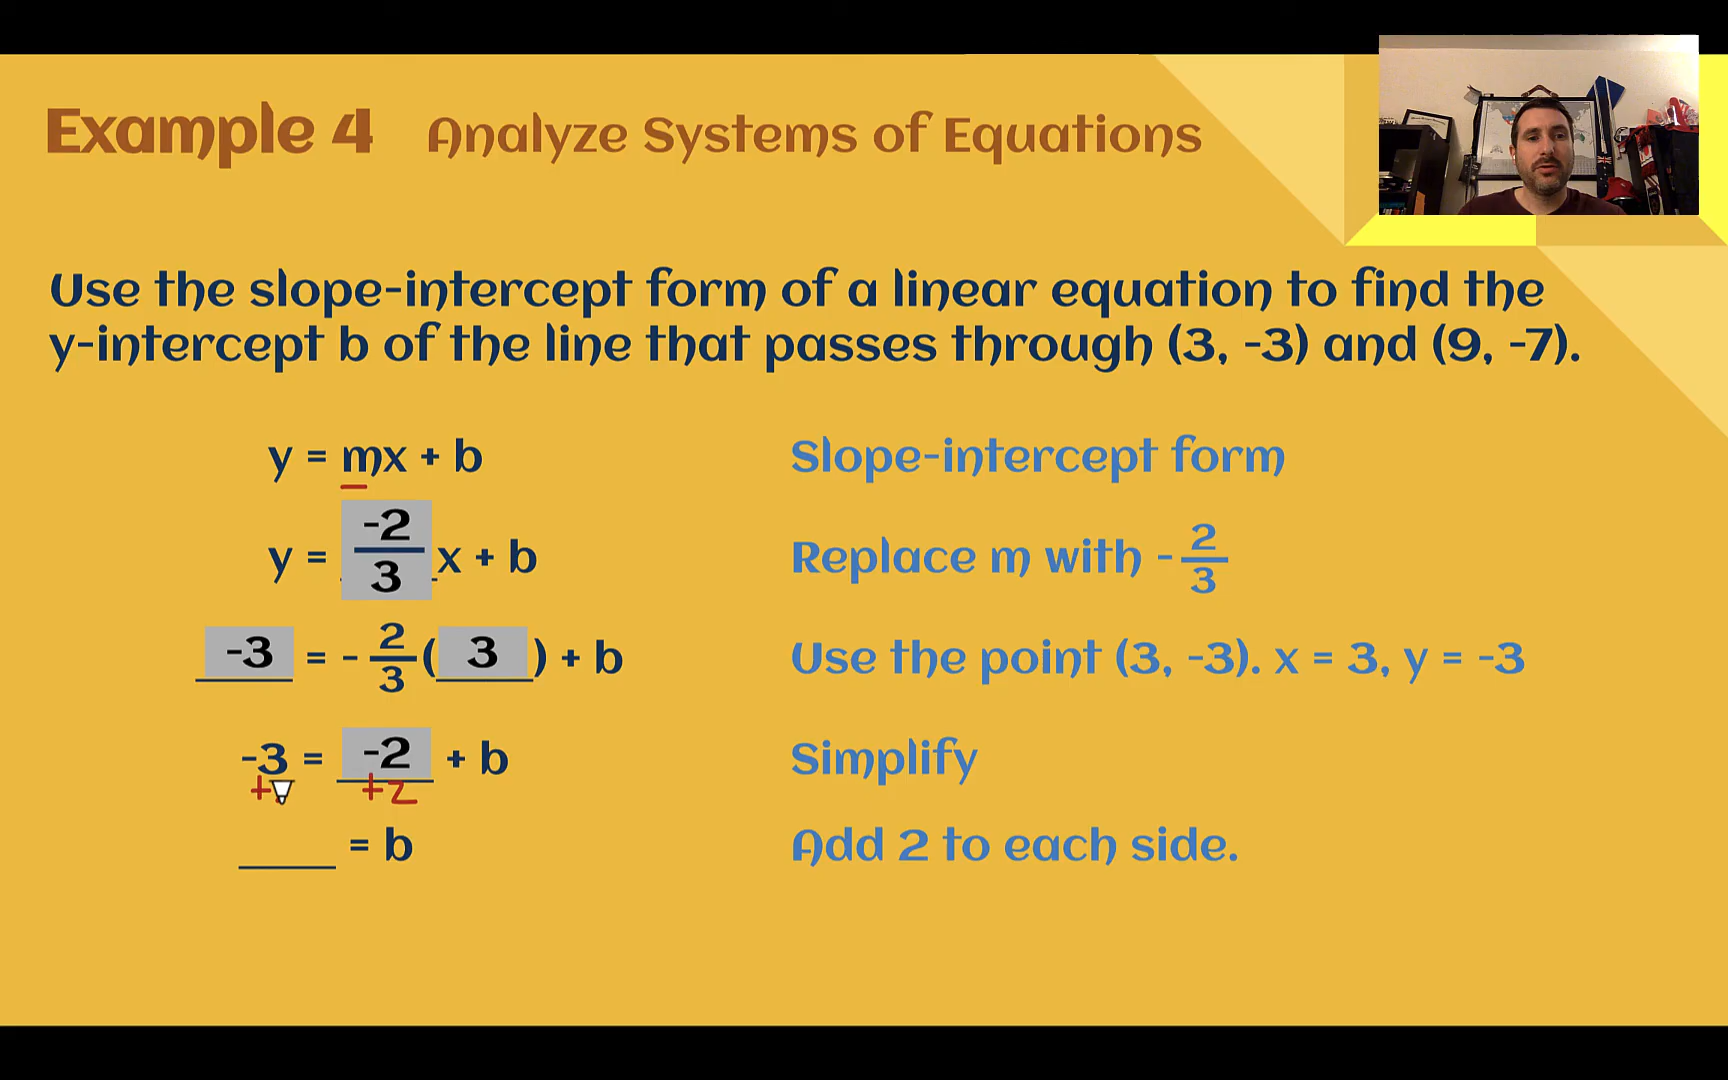 Example 4 Analyze Systems of Equations
Use the slope-intercept form of a linear equation to find the
y-intercept b of the line that passes through (3, -3) and (9, -7).
y = mx + b Slope-intercept form
y = -2/3 x + b Replace m with -2/3
-3 = -2/3(3) + b Use the point (3, -3). x = 3, y = -3
-3 = -2 + b Simplify
+ +2
____ = b Add 2 to each side.